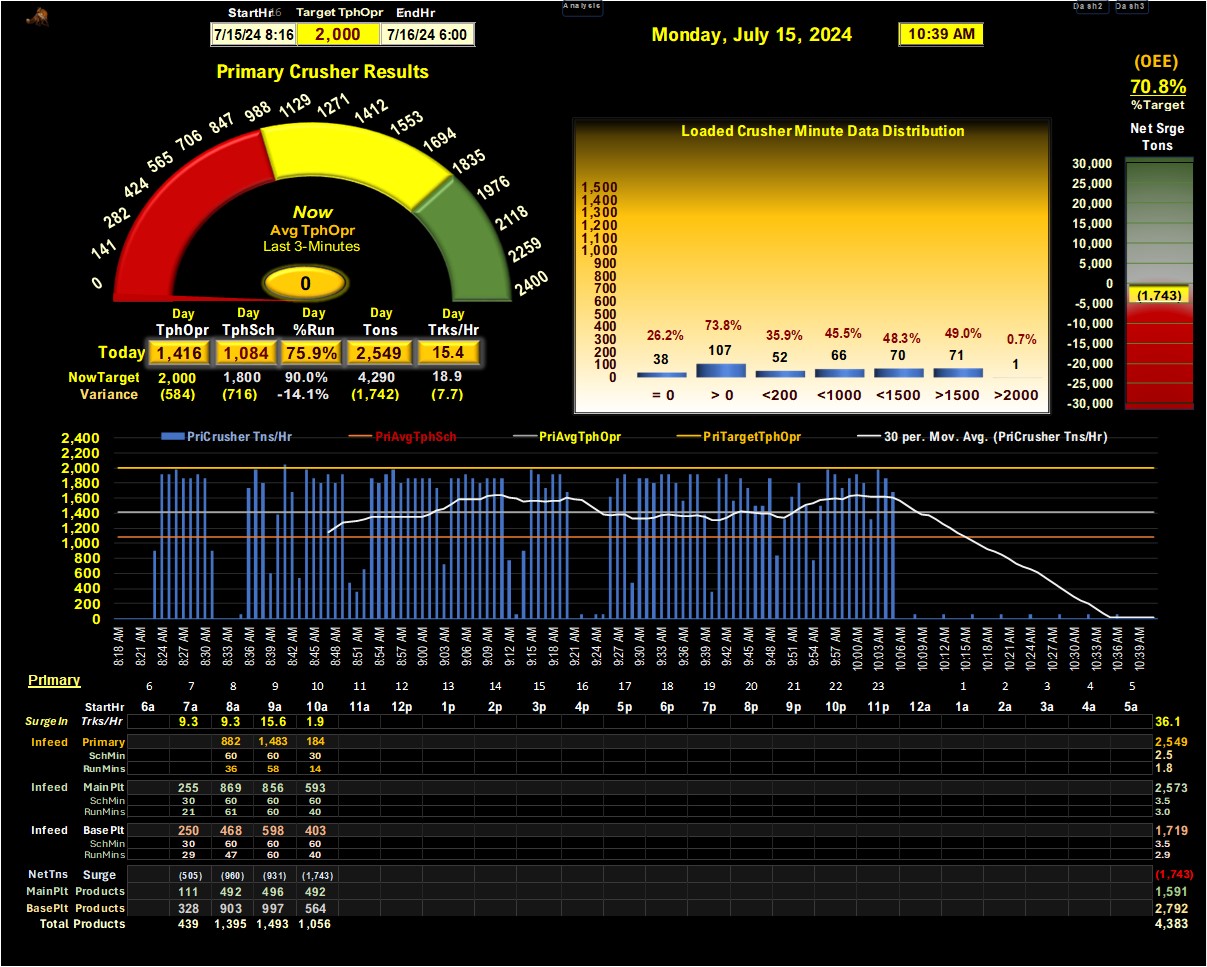 Analysis Dash2 Dash3
StartHr 16 Target TphOpr EndHr
7/15/24 8:16 2,000 7/16/24 6:00
Monday, July 15, 2024 10:39 AM
Primary Crusher Results
0 141 282 424 565 706 847 988 1129 1271 1412 1553 1694 1835 1976 2118 2259 2400
Now
Avg TphOpr
Last 3-Minutes
0
Day Day Day Day Day
TphOpr TphSch %Run Tons Trks/Hr
Today 1,416 1,084 75.9% 2,549 15.4
NowTarget 2,000 1,800 90.0% 4,290 18.9
Variance (584) (716) -14.1% (1,742) (7.7)
Loaded Crusher Minute Data Distribution
1,500
1,400
1,300
1,200
1,100
1,000
900
800
700
600
500
400
300
200
100
0
26.2% 73.8% 35.9% 45.5% 48.3% 49.0% 0.7%
38 107 52 66 70 71 1
= 0 > 0 <200 <1000 <1500 >1500 >2000
(OEE)
70.8%
%Target
Net Srge
Tons
30,000
25,000
20,000
15,000
10,000
5,000
0
(1,743)
-5,000
-10,000
-15,000
-20,000
-25,000
-30,000
PriCrusher Tns/Hr PriAvgTphSch PriAvgTphOpr PriTargetTphOpr 30 per. Mov. Avg. (PriCrusher Tns/Hr)
2,400
2,200
2,000
1,800
1,600
1,400
1,200
1,000
800
600
400
200
0
8:18 AM 8:21 AM 8:24 AM 8:27 AM 8:30 AM 8:33 AM 8:36 AM 8:39 AM 8:42 AM 8:45 AM 8:48 AM 8:51 AM 8:54 AM 8:57 AM 9:00 AM 9:03 AM 9:06 AM 9:09 AM 9:12 AM 9:15 AM 9:18 AM 9:21 AM 9:24 AM 9:27 AM 9:30 AM 9:33 AM 9:36 AM 9:39 AM 9:42 AM 9:45 AM 9:48 AM 9:51 AM 9:54 AM 9:57 AM 10:00 AM 10:03 AM 10:06 AM 10:09 AM 10:12 AM 10:15 AM 10:18 AM 10:21 AM 10:24 AM 10:27 AM 10:30 AM 10:33 AM 10:36 AM 10:39 AM
Primary
6 7 8 9 10 11 12 13 14 15 16 17 18 19 20 21 22 23 1 2 3 4 5
StartHr 6a 7a 8a 9a 10a 11a 12p 1p 2p 3p 4p 5p 6p 7p 8p 9p 10p 11p 12a 1a 2a 3a 4a 5a
Surge In Trks/Hr 9.3 9.3 15.6 1.9 36.1
Infeed Primary 882 1,483 184 2,549
SchMin 60 60 30 2.5
RunMins 36 58 14 1.8
Infeed Main Plt 255 869 856 593 2,573
SchMin 30 60 60 60 3.5
RunMins 21 61 60 40 3.0
Infeed Base Plt 250 468 598 403 1,719
SchMin 30 60 60 60 3.5
RunMins 29 47 60 40 2.9
NetTns Surge (505) (960) (931) (1,743) (1,743)
MainPlt Products 111 492 496 492 1,591
BasePlt Products 328 903 997 564 2,792
Total Products 439 1,395 1,493 1,056 4,383